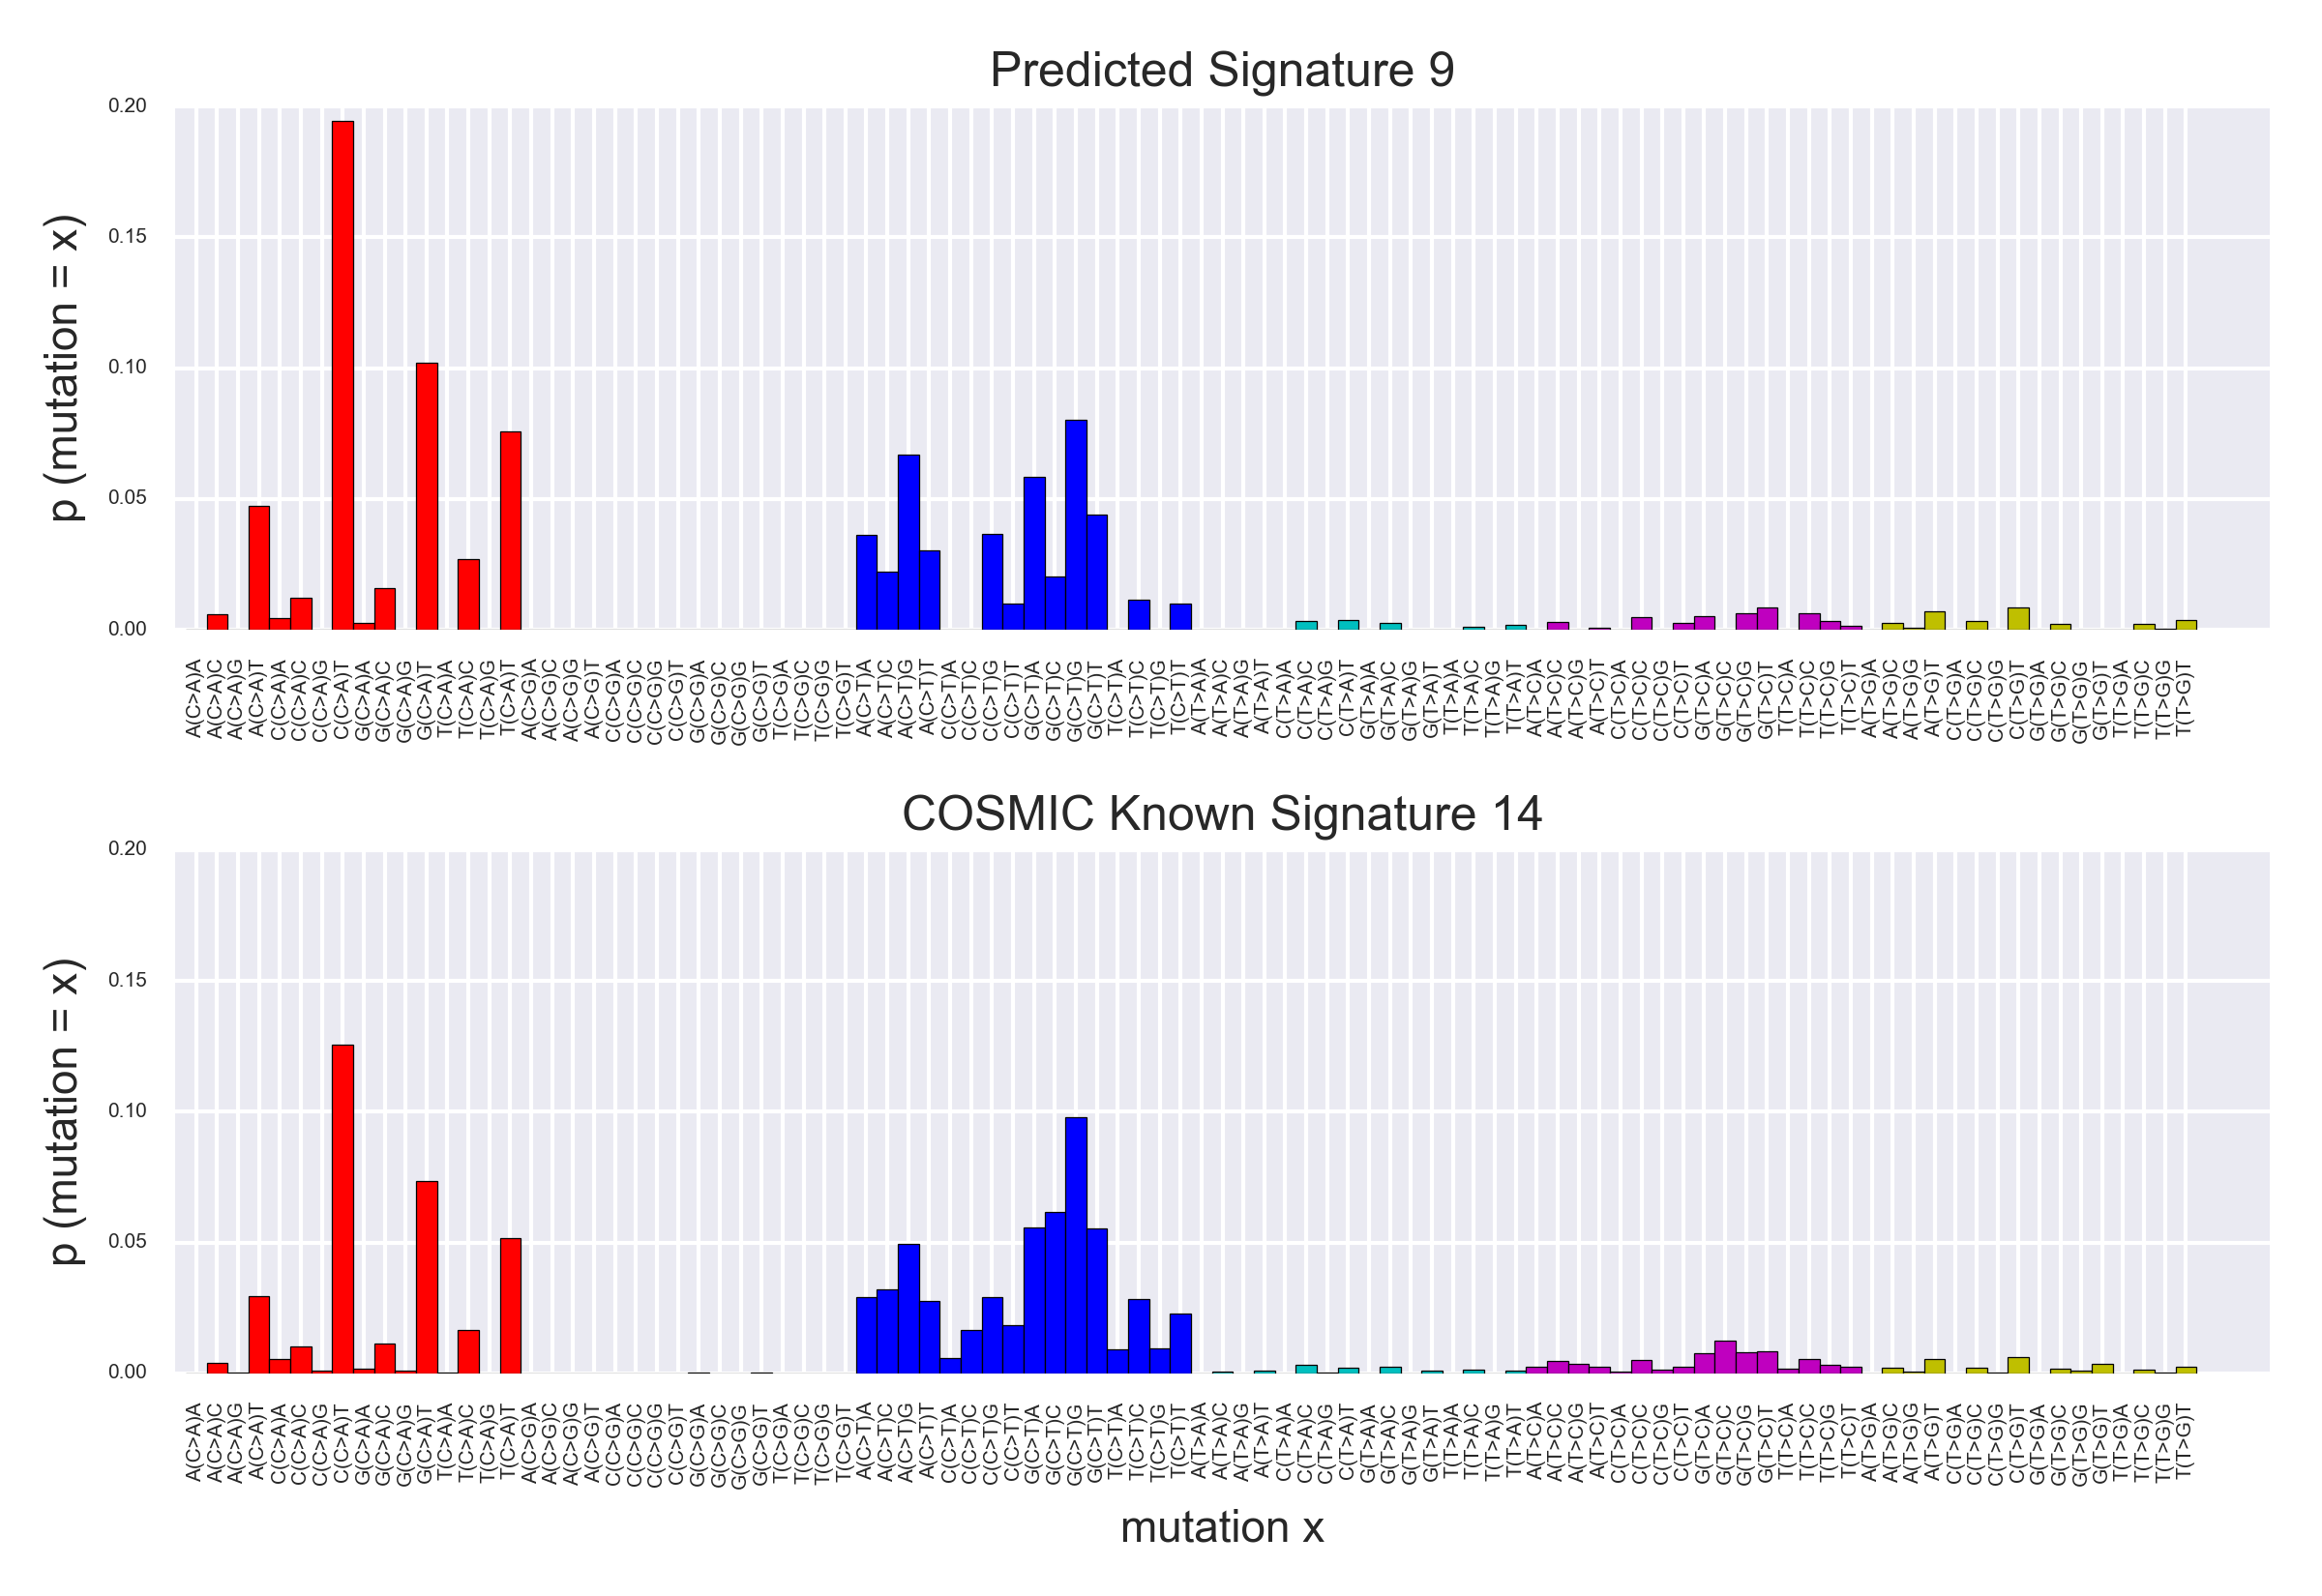 Predicted Signature 9
0.20
0.15
0.10
0.05
0.00
p (mutation = x)
A(C>A)A A(C>A)C A(C>A)G A(C>A)T C(C>A)A C(C>A)C C(C>A)G C(C>A)T G(C>A)A G(C>A)C G(C>A)G G(C>A)T T(C>A)A T(C>A)C T(C>A)G T(C>A)T A(C>G)A A(C>G)C A(C>G)G A(C>G)T C(C>G)A C(C>G)C C(C>G)G C(C>G)T G(C>G)A G(C>G)C G(C>G)G G(C>G)T T(C>G)A T(C>G)C T(C>G)G T(C>G)T A(C>T)A A(C>T)C A(C>T)G A(C>T)T C(C>T)A C(C>T)C C(C>T)G C(C>T)T G(C>T)A G(C>T)C G(C>T)G G(C>T)T T(C>T)A T(C>T)C T(C>T)G T(C>T)T A(T>A)A A(T>A)C A(T>A)G A(T>A)T C(T>A)A C(T>A)C C(T>A)G C(T>A)T G(T>A)A G(T>A)C G(T>A)G G(T>A)T T(T>A)A T(T>A)C T(T>A)G T(T>A)T A(T>C)A A(T>C)C A(T>C)G A(T>C)T C(T>C)A C(T>C)C C(T>C)G C(T>C)T G(T>C)A G(T>C)C G(T>C)G G(T>C)T T(T>C)A T(T>C)C T(T>C)G T(T>C)T A(T>G)A A(T>G)C A(T>G)G A(T>G)T C(T>G)A C(T>G)C C(T>G)G C(T>G)T G(T>G)A G(T>G)C G(T>G)G G(T>G)T T(T>G)A T(T>G)C T(T>G)G T(T>G)T
COSMIC Known Signature 14
0.20
0.15
0.10
0.05
0.00
p (mutation = x)
A(C>A)A A(C>A)C A(C>A)G A(C>A)T C(C>A)A C(C>A)C C(C>A)G C(C>A)T G(C>A)A G(C>A)C G(C>A)G G(C>A)T T(C>A)A T(C>A)C T(C>A)G T(C>A)T A(C>G)A A(C>G)C A(C>G)G A(C>G)T C(C>G)A C(C>G)C C(C>G)G C(C>G)T G(C>G)A G(C>G)C G(C>G)G G(C>G)T T(C>G)A T(C>G)C T(C>G)G T(C>G)T A(C>T)A A(C>T)C A(C>T)G A(C>T)T C(C>T)A C(C>T)C C(C>T)G C(C>T)T G(C>T)A G(C>T)C G(C>T)G G(C>T)T T(C>T)A T(C>T)C T(C>T)G T(C>T)T A(T>A)A A(T>A)C A(T>A)G A(T>A)T C(T>A)A C(T>A)C C(T>A)G C(T>A)T G(T>A)A G(T>A)C G(T>A)G G(T>A)T T(T>A)A T(T>A)C T(T>A)G T(T>A)T A(T>C)A A(T>C)C A(T>C)G A(T>C)T C(T>C)A C(T>C)C C(T>C)G C(T>C)T G(T>C)A G(T>C)C G(T>C)G G(T>C)T T(T>C)A T(T>C)C T(T>C)G T(T>C)T A(T>G)A A(T>G)C A(T>G)G A(T>G)T C(T>G)A C(T>G)C C(T>G)G C(T>G)T G(T>G)A G(T>G)C G(T>G)G G(T>G)T T(T>G)A T(T>G)C T(T>G)G T(T>G)T
mutation x